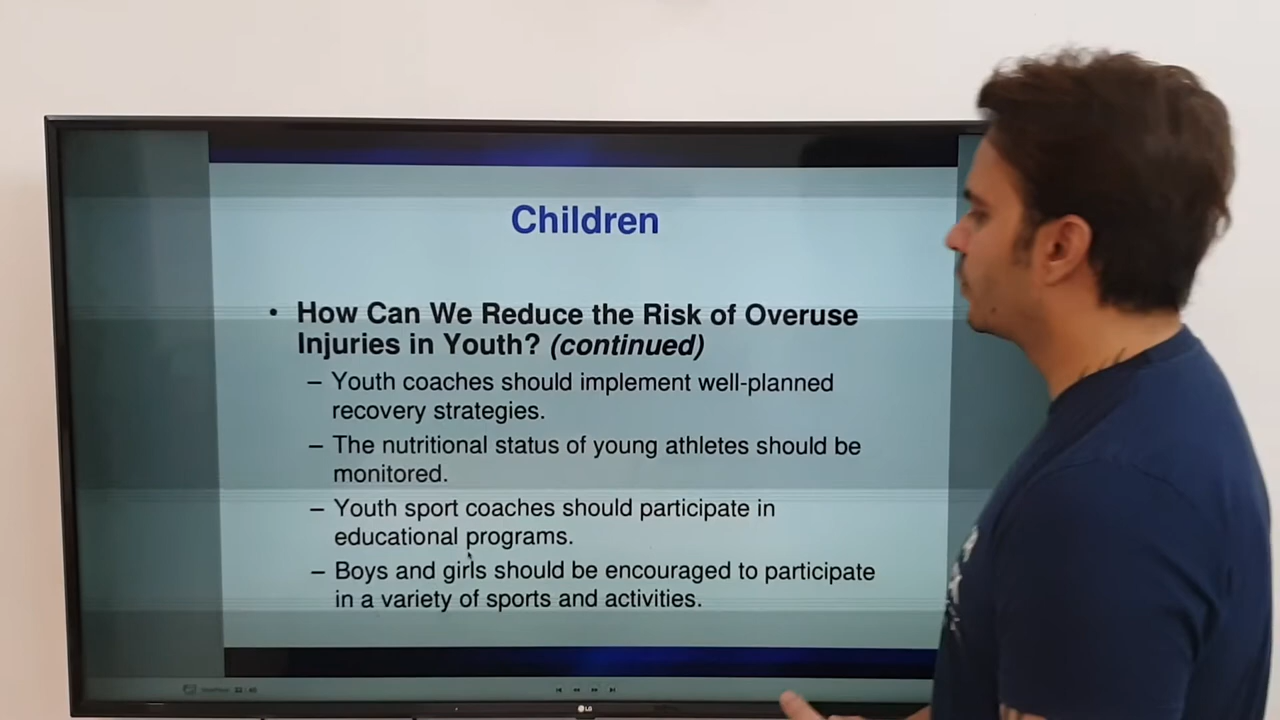 Children
• How Can We Reduce the Risk of Overuse
Injuries in Youth? (continued)
– Youth coaches should implement well-planned
recovery strategies.
– The nutritional status of young athletes should be
monitored.
– Youth sport coaches should participate in
educational programs.
– Boys and girls should be encouraged to participate
in a variety of sports and activities.
LG